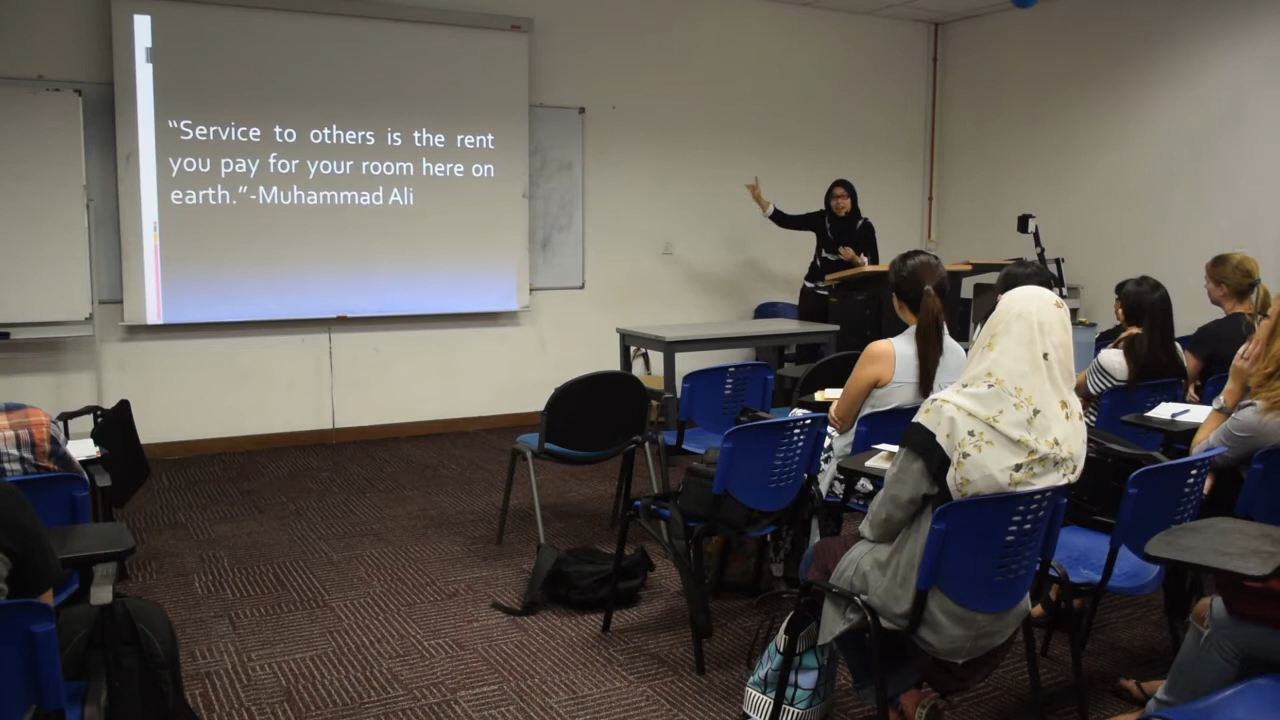 “Service to others is the rent
you pay for your room here on
earth.”-Muhammad Ali